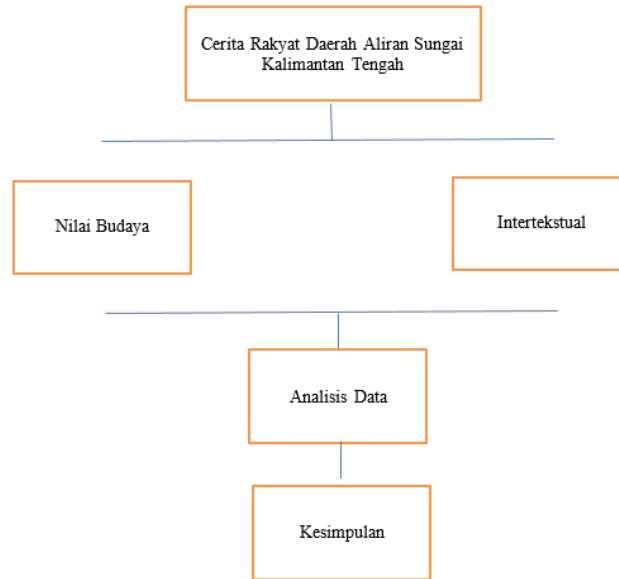 Cerita Rakyat Daerah Aliran Sungai
Kalimantan Tengah
Nilai Budaya
Intertekstual
Analisis Data
Kesimpulan